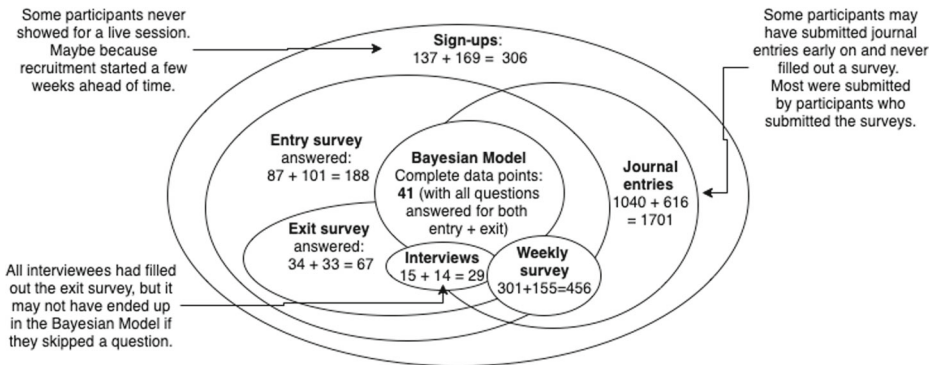 Some participants never
showed for a live session.
Maybe because
recruitment started a few
weeks ahead of time.
Sign-ups:
137 + 169 = 306
Some participants may
have submitted journal
entries early on and never
filled out a survey.
Most were submitted
by participants who
submitted the surveys.
Entry survey
answered:
87 + 101 = 188
Bayesian Model
Complete data points:
41 (with all questions
answered for both
entry + exit)
Journal
entries
1040 + 616
= 1701
Exit survey
answered:
34 + 33 = 67
Interviews
15 + 14 = 29
Weekly
survey
301+155=456
All interviewees had filled
out the exit survey, but it
may not have ended up
in the Bayesian Model if
they skipped a question.